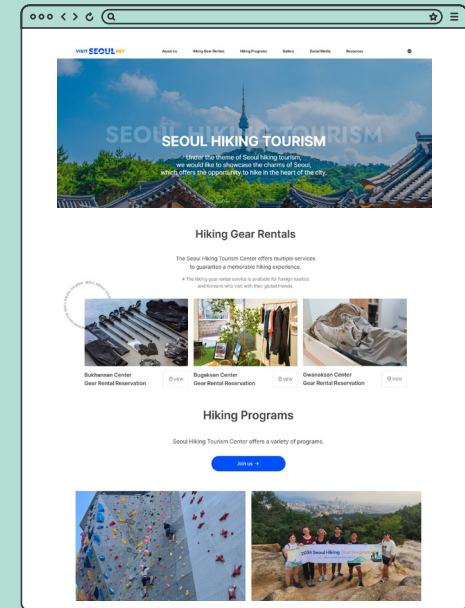 VISIT SEOUL NET
About Us Hiking Gear Rentals Hiking Programs Gallery Social Media Resources
SEOUL HIKING TOURISM
SEOUL HIKING TOURISM
Under the theme of Seoul hiking tourism,
we would like to showcase the charms of Seoul,
which offers the opportunity to hike in the heart of the city.
Hiking Gear Rentals
The Seoul Hiking Tourism Center offers multiple services
to guarantee a memorable hiking experience.
※ The hiking gear rental service is available for foreign tourists
and Koreans who visit with their global friends.
Bukhansan Center
Gear Rental Reservation
VIEW
Bugaksan Center
Gear Rental Reservation
VIEW
Gwanaksan Center
Gear Rental Reservation
VIEW
Hiking Programs
Seoul Hiking Tourism Center offers a variety of programs.
Join us →
2024 Seoul Hiking